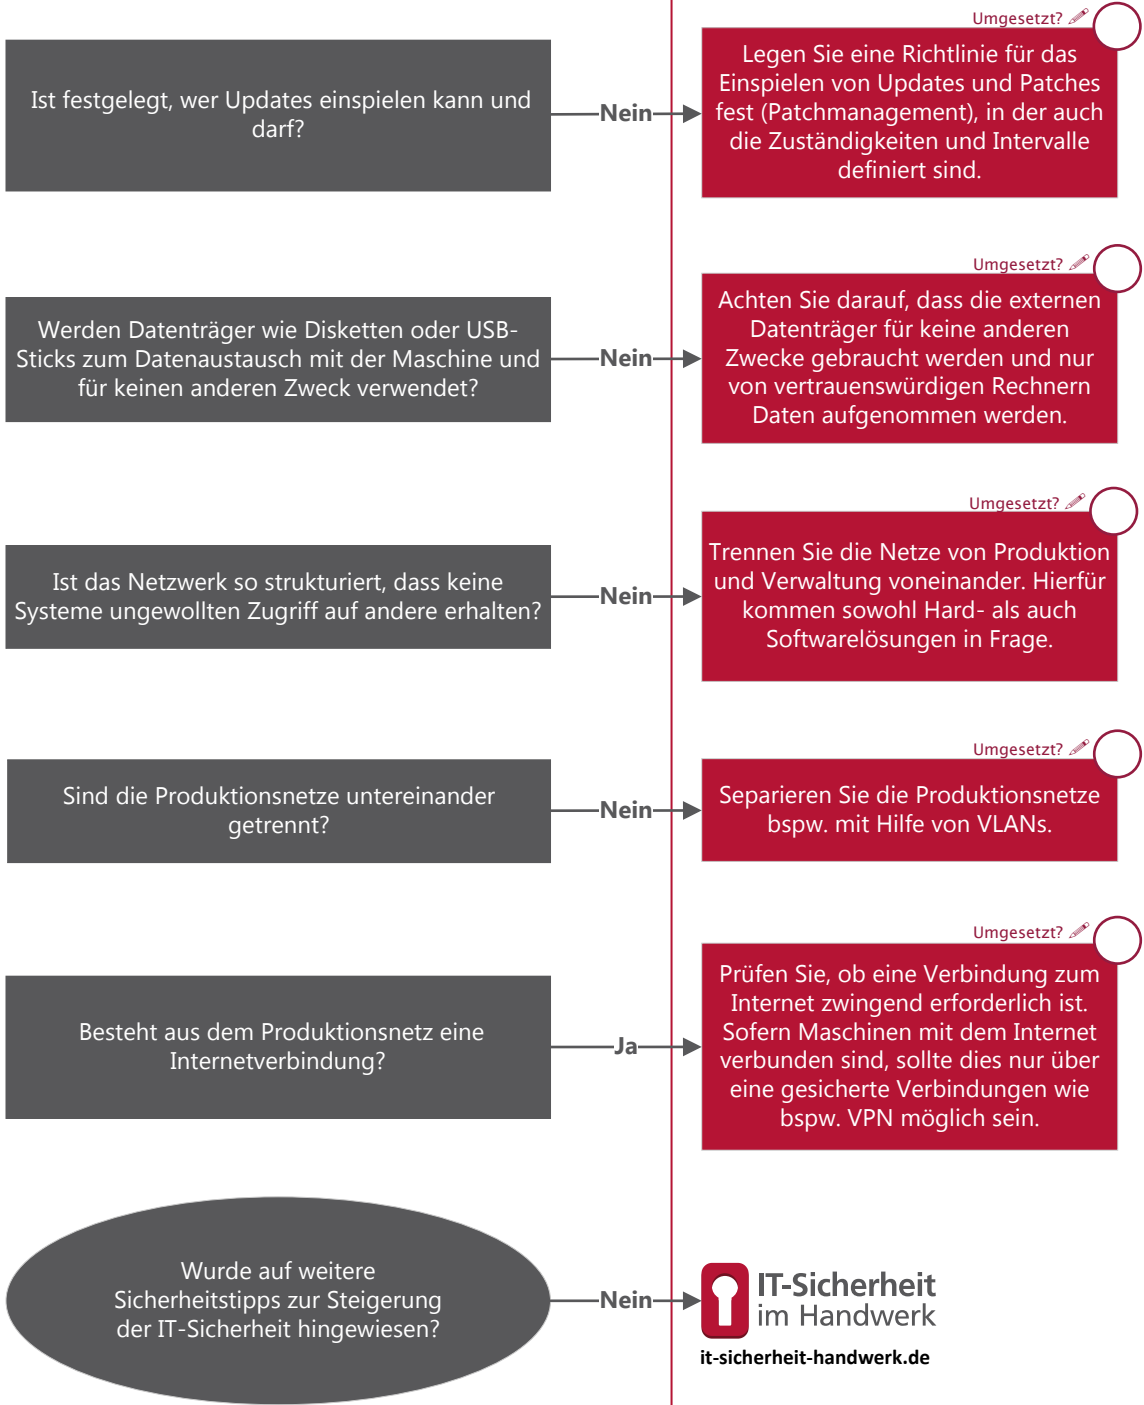 Umgesetzt?
Ist festgelegt, wer Updates einspielen kann und
darf?
Nein
Legen Sie eine Richtlinie für das
Einspielen von Updates und Patches
fest (Patchmanagement), in der auch
die Zuständigkeiten und Intervalle
definiert sind.
Umgesetzt?
Werden Datenträger wie Disketten oder USB-
Sticks zum Datenaustausch mit der Maschine und
für keinen anderen Zweck verwendet?
Nein
Achten Sie darauf, dass die externen
Datenträger für keine anderen
Zwecke gebraucht werden und nur
von vertrauenswürdigen Rechnern
Daten aufgenommen werden.
Umgesetzt?
Ist das Netzwerk so strukturiert, dass keine
Systeme ungewollten Zugriff auf andere erhalten?
Nein
Trennen Sie die Netze von Produktion
und Verwaltung voneinander. Hierfür
kommen sowohl Hard- als auch
Softwarelösungen in Frage.
Umgesetzt?
Sind die Produktionsnetze untereinander
getrennt?
Nein
Separieren Sie die Produktionsnetze
bspw. mit Hilfe von VLANs.
Umgesetzt?
Besteht aus dem Produktionsnetz eine
Internetverbindung?
Ja
Prüfen Sie, ob eine Verbindung zum
Internet zwingend erforderlich ist.
Sofern Maschinen mit dem Internet
verbunden sind, sollte dies nur über
eine gesicherte Verbindungen wie
bspw. VPN möglich sein.
Wurde auf weitere
Sicherheitstipps zur Steigerung
der IT-Sicherheit hingewiesen?
Nein
IT-Sicherheit
im Handwerk
it-sicherheit-handwerk.de